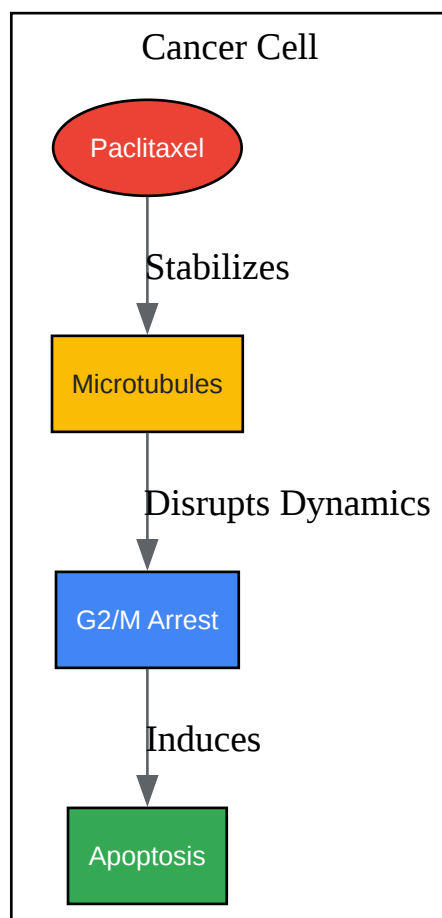 Cancer Cell
Paclitaxel
Stabilizes
Microtubules
Disrupts Dynamics
G2/M Arrest
Induces
Apoptosis